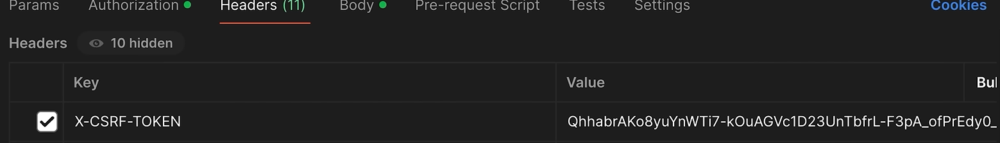 Params Authorization Headers (11) Body Pre-request Script Tests Settings Cookies
Headers 10 hidden
Key Value Bul
X-CSRF-TOKEN QhhabrAKo8yuYnWTi7-kOuAGVc1D23UnTbfrL-F3pA_ofPrEdy0_